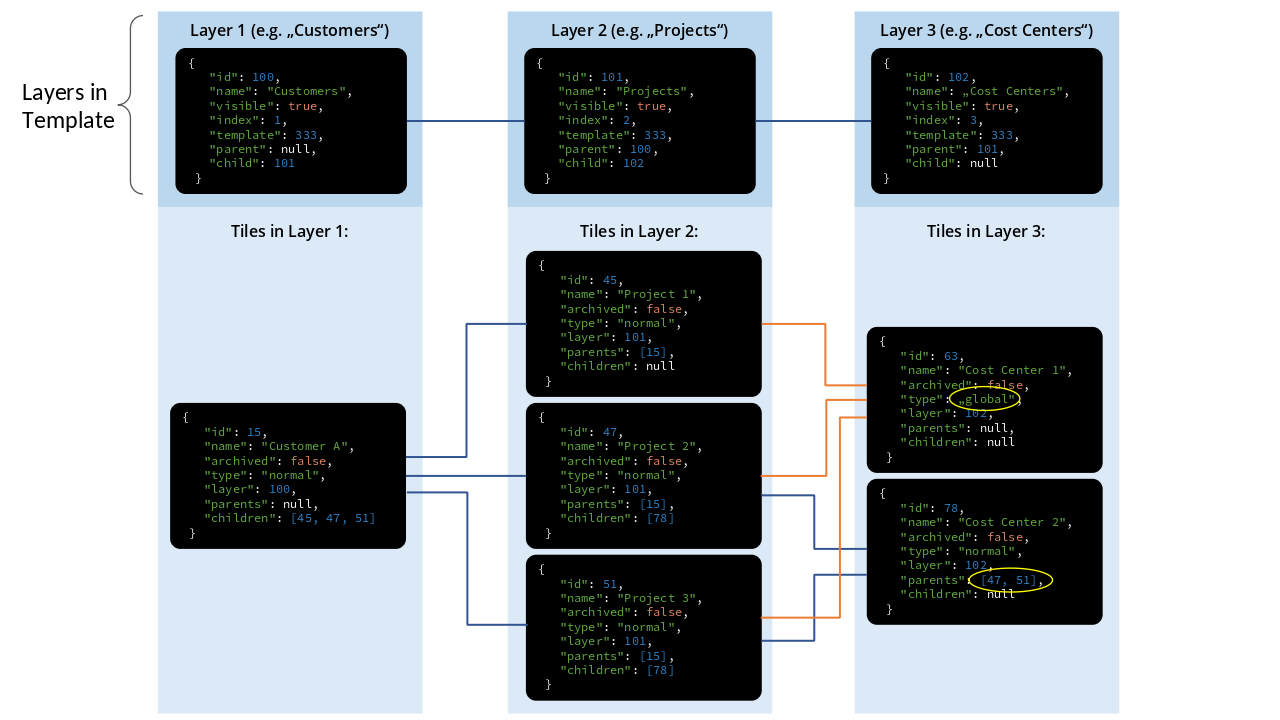 Layers in
Template
Layer 1 (e.g. „Customers“)
{
"id": 100,
"name": "Customers",
"visible": true,
"index": 1,
"template": 333,
"parent": null,
"child": 101
}
Layer 2 (e.g. „Projects“)
{
"id": 101,
"name": "Projects",
"visible": true,
"index": 2,
"template": 333,
"parent": 100,
"child": 102
}
Layer 3 (e.g. „Cost Centers“)
{
"id": 102,
"name": „Cost Centers",
"visible": true,
"index": 3,
"template": 333,
"parent": 101,
"child": null
}
Tiles in Layer 1:
{
"id": 15,
"name": "Customer A",
"archived": false,
"type": "normal",
"layer": 100,
"parents": null,
"children": [45, 47, 51]
}
Tiles in Layer 2:
{
"id": 45,
"name": "Project 1",
"archived": false,
"type": "normal",
"layer": 101,
"parents": [15],
"children": null
}
{
"id": 47,
"name": "Project 2",
"archived": false,
"type": "normal",
"layer": 101,
"parents": [15],
"children": [78]
}
{
"id": 51,
"name": "Project 3",
"archived": false,
"type": "normal",
"layer": 101,
"parents": [15],
"children": [78]
}
Tiles in Layer 3:
{
"id": 63,
"name": "Cost Center 1",
"archived": false,
"type": „global",
"layer": 102,
"parents": null,
"children": null
}
{
"id": 78,
"name": "Cost Center 2",
"archived": false,
"type": "normal",
"layer": 102,
"parents": [47, 51],
"children": null
}